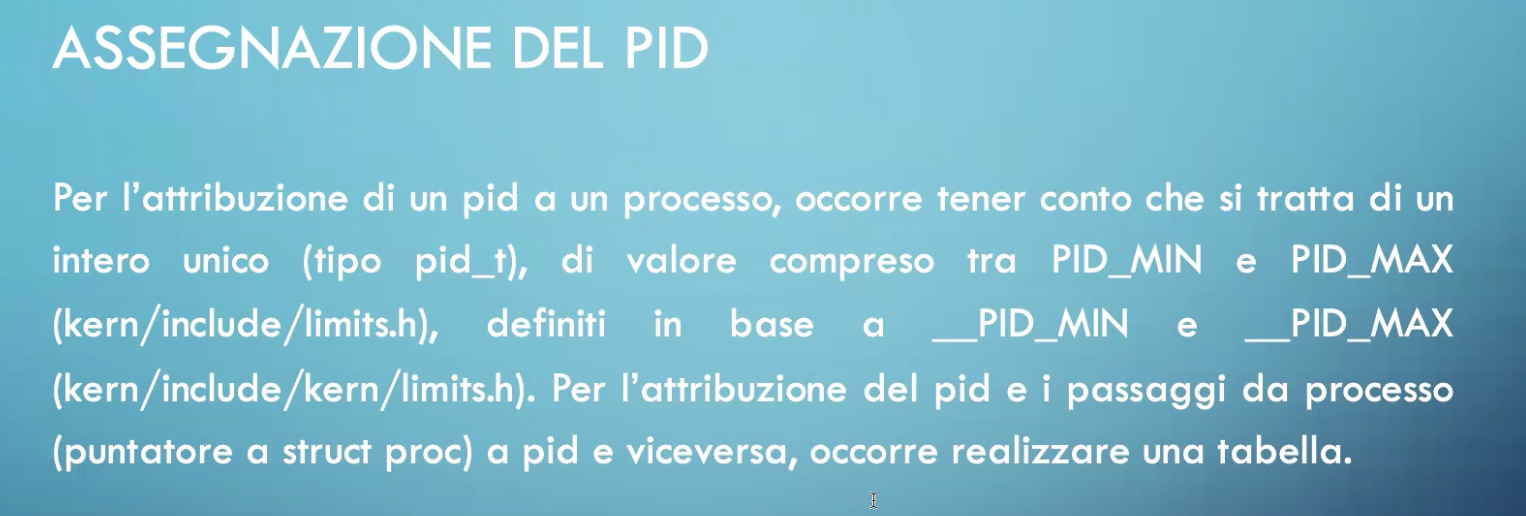 ASSEGNAZIONE DEL PID
Per l'attribuzione di un pid a un processo, occorre tener conto che si tratta di un
intero unico (tipo pid_t), di valore compreso tra PID_MIN e PID_MAX
(kern/include/limits.h), definiti in base a __PID_MIN e __PID_MAX
(kern/include/kern/limits.h). Per l'attribuzione del pid e i passaggi da processo
(puntatore a struct proc) a pid e viceversa, occorre realizzare una tabella.